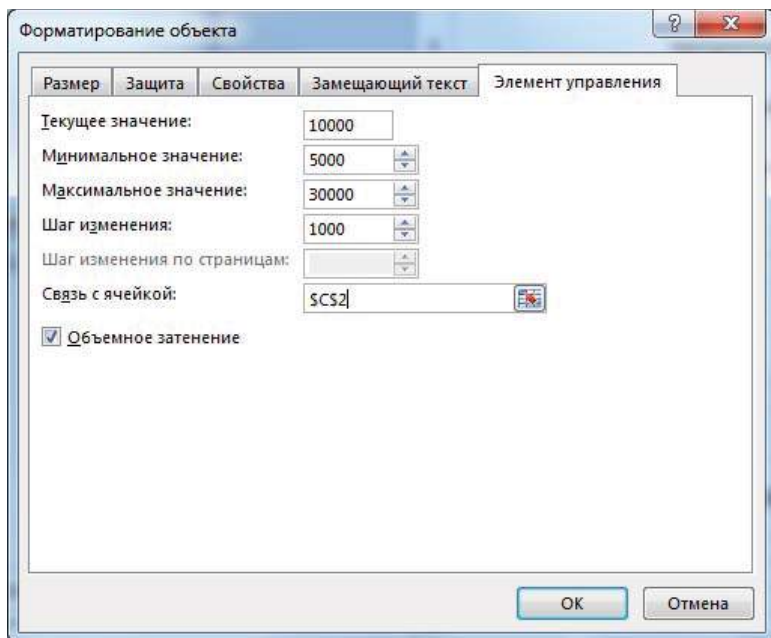 Форматирование объекта
Размер Защита Свойства Замещающий текст Элемент управления
Текущее значение: 10000
Минимальное значение: 5000
Максимальное значение: 30000
Шаг изменения: 1000
Шаг изменения по страницам:
Связь с ячейкой: $C$2
Объемное затенение
ОК Отмена